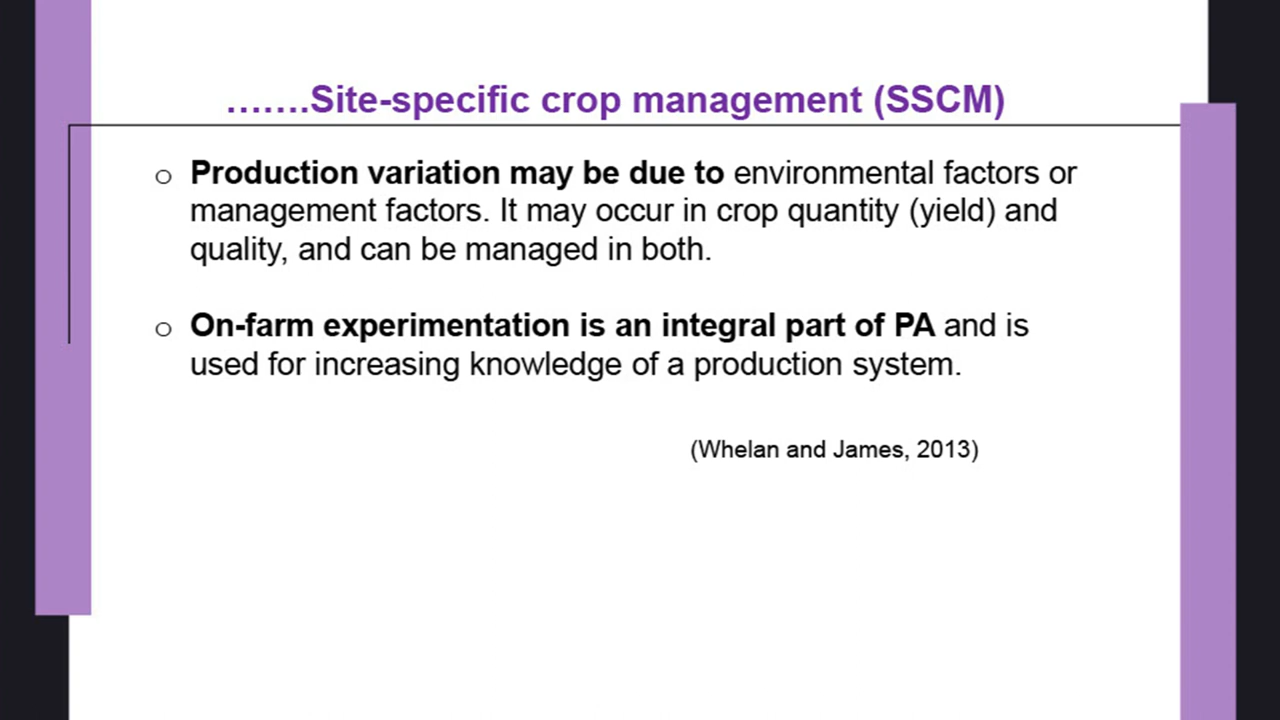 .......Site-specific crop management (SSCM)
o Production variation may be due to environmental factors or
management factors. It may occur in crop quantity (yield) and
quality, and can be managed in both.
o On-farm experimentation is an integral part of PA and is
used for increasing knowledge of a production system.
(Whelan and James, 2013)